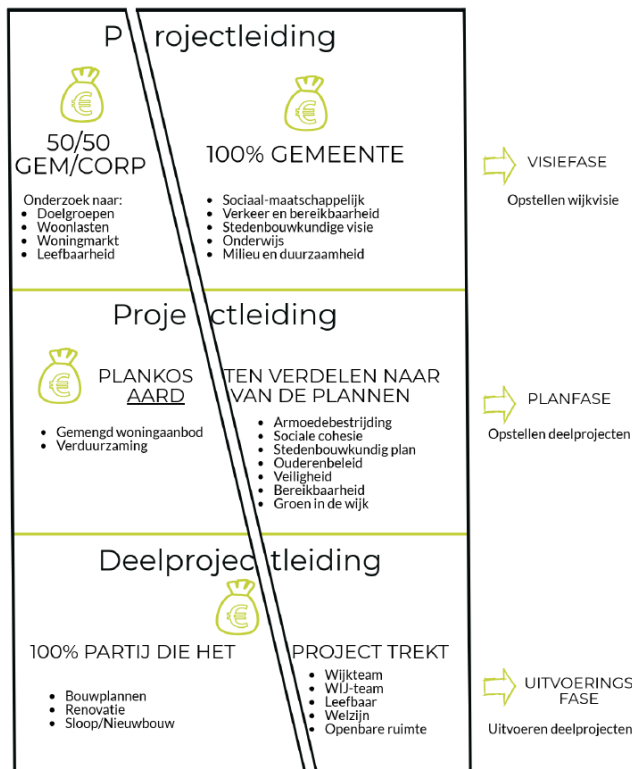 Projectleiding
50/50
GEM/CORP
Onderzoek naar:
• Doelgroepen
• Woonlasten
• Woningmarkt
• Leefbaarheid
100% GEMEENTE
• Sociaal-maatschappelijk
• Verkeer en bereikbaarheid
• Stedenbouwkundige visie
• Onderwijs
• Milieu en duurzaamheid
VISIEFASE
Opstellen wijkvisie
Projectleiding
PLANKOSTEN VERDELEN NAAR
AARD VAN DE PLANNEN
• Gemengd woningaanbod
• Verduurzaming
• Armoedebestrijding
• Sociale cohesie
• Stedenbouwkundig plan
• Ouderenbeleid
• Veiligheid
• Bereikbaarheid
• Groen in de wijk
PLANFASE
Opstellen deelprojecten
Deelprojectleiding
100% PARTIJ DIE HET PROJECT TREKT
• Bouwplannen
• Renovatie
• Sloop/Nieuwbouw
• Wijkteam
• WIJ-team
• Leefbaar
• Welzijn
• Openbare ruimte
UITVOERINGS
FASE
Uitvoeren deelprojecten